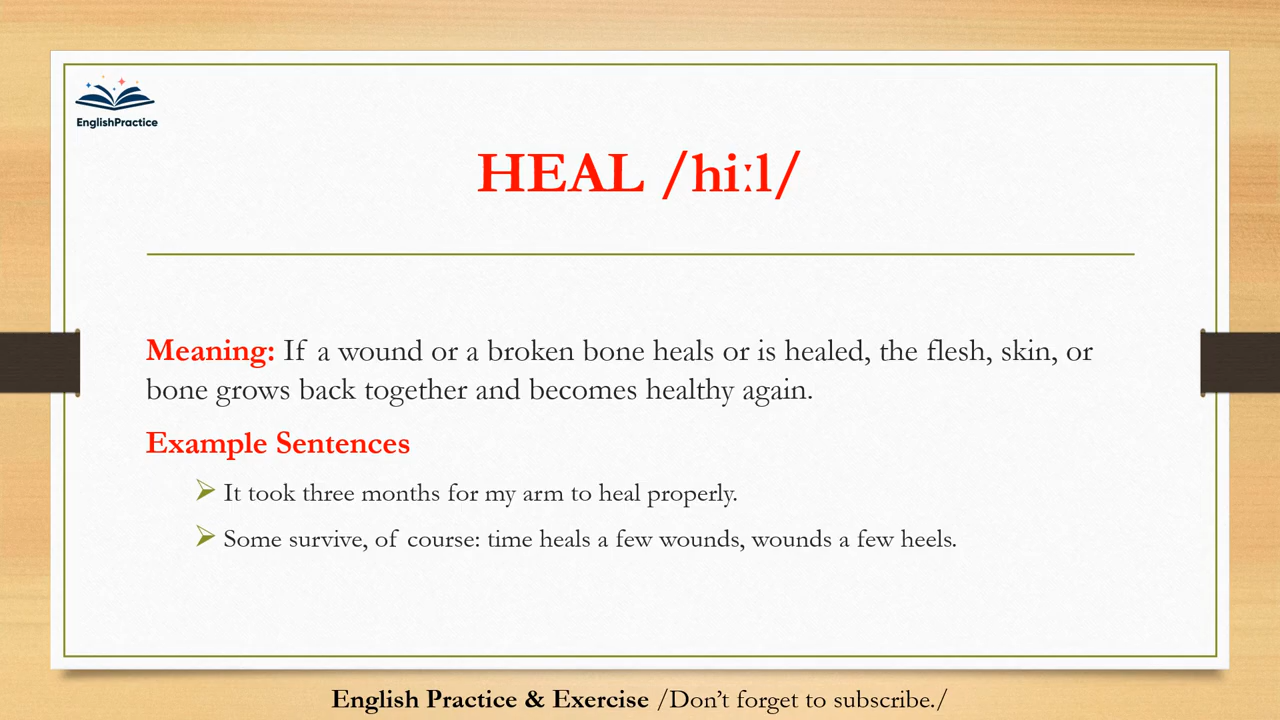 EnglishPractice
HEAL /hiːl/
Meaning: If a wound or a broken bone heals or is healed, the flesh, skin, or
bone grows back together and becomes healthy again.
Example Sentences
It took three months for my arm to heal properly.
Some survive, of course: time heals a few wounds, wounds a few heels.
English Practice & Exercise /Don’t forget to subscribe./